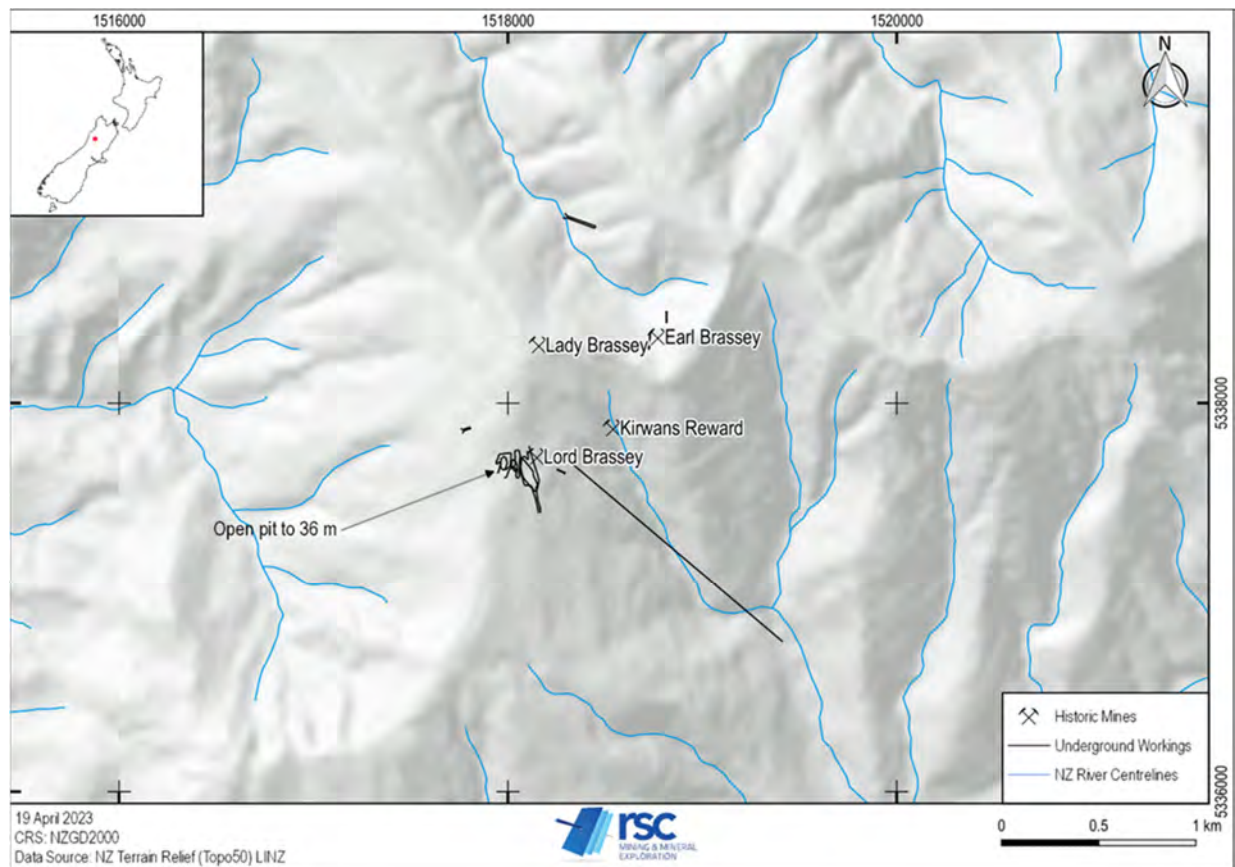 1516000
1518000
1520000
N
Lady Brassey
Earl Brassey
5338000
Kirwans Reward
Lord Brassey
Open pit to 36 m
Historic Mines
Underground Workings
NZ River Centrelines
5336000
19 April 2023
CRS: NZGD2000
Data Source: NZ Terrain Relief (Topo50) LINZ
rsc
MINING & MINERAL
EXPLORATION
0 0.5 1 km